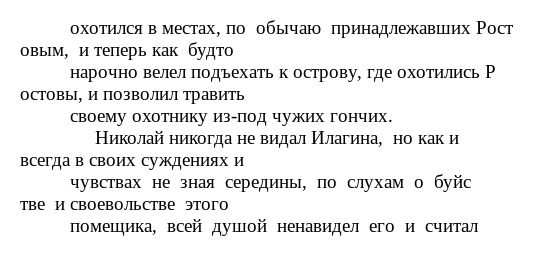 охотился в местах, по обычаю принадлежавших Рост
овым, и теперь как будто
нарочно велел подъехать к острову, где охотились Р
остовы, и позволил травить
своему охотнику из-под чужих гончих.
Николай никогда не видал Илагина, но как и
всегда в своих суждениях и
чувствах не зная середины, по слухам о буйс
тве и своевольстве этого
помещика, всей душой ненавидел его и считал